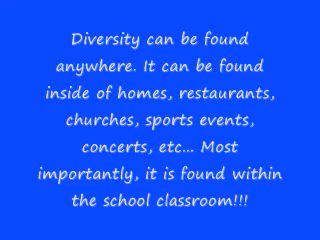 Diversity can be found
anywhere. It can be found
inside of homes, restaurants,
churches, sports events,
concerts, etc... Most
importantly, it is found within
the school classroom!!!